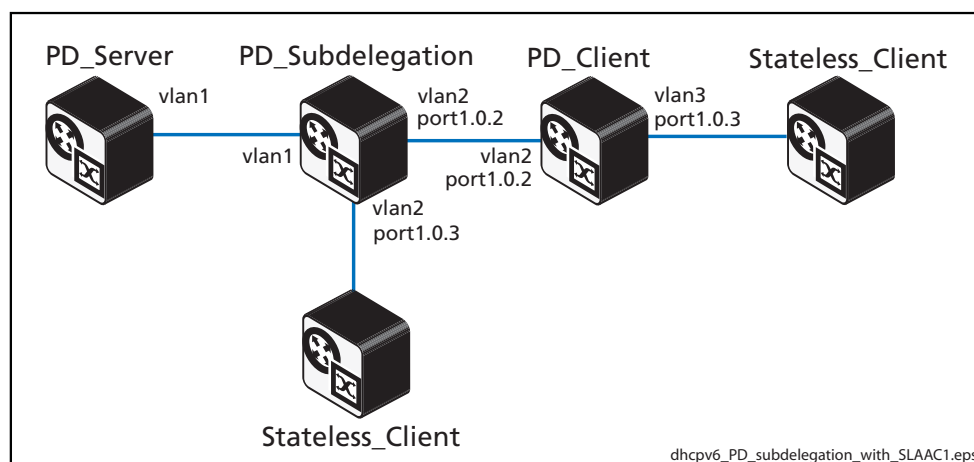 PD_Server
PD_Subdelegation
PD_Client
Stateless_Client
vlan1
vlan2
port1.0.2
vlan3
port1.0.3
vlan1
vlan2
port1.0.2
vlan2
port1.0.3
Stateless_Client
dhcpv6_PD_subdelegation_with_SLAAC1.eps